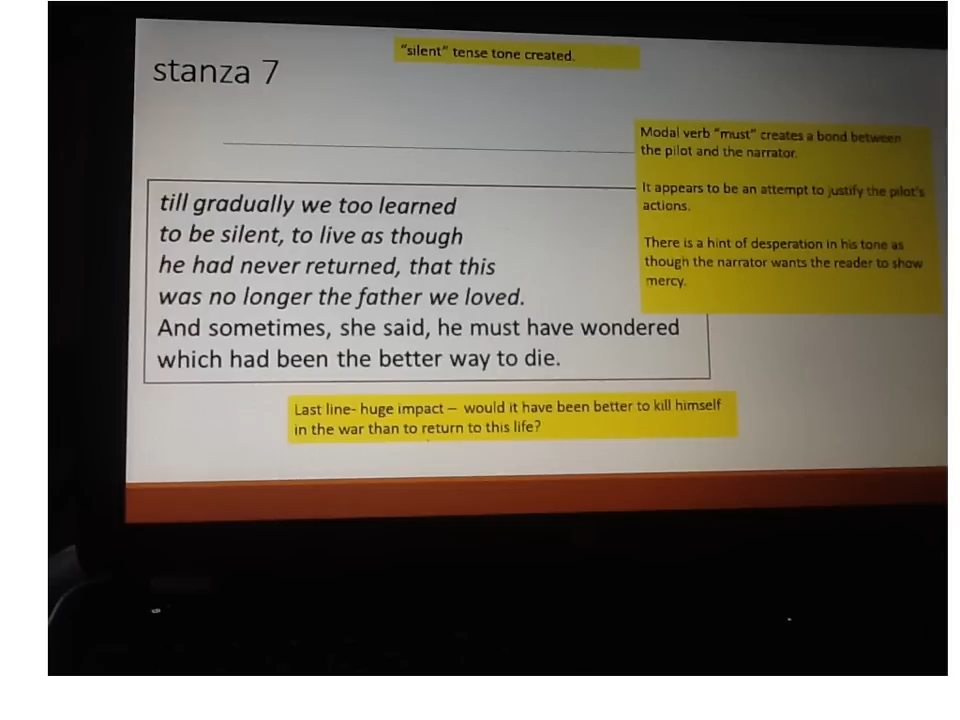 "silent" tense tone created.
stanza 7
Modal verb "must" creates a bond between
the pilot and the narrator.
It appears to be an attempt to justify the pilot's
actions.
There is a hint of desperation in his tone as
though the narrator wants the reader to show
mercy.
till gradually we too learned
to be silent, to live as though
he had never returned, that this
was no longer the father we loved.
And sometimes, she said, he must have wondered
which had been the better way to die.
Last line- huge impact – would it have been better to kill himself
in the war than to return to this life?